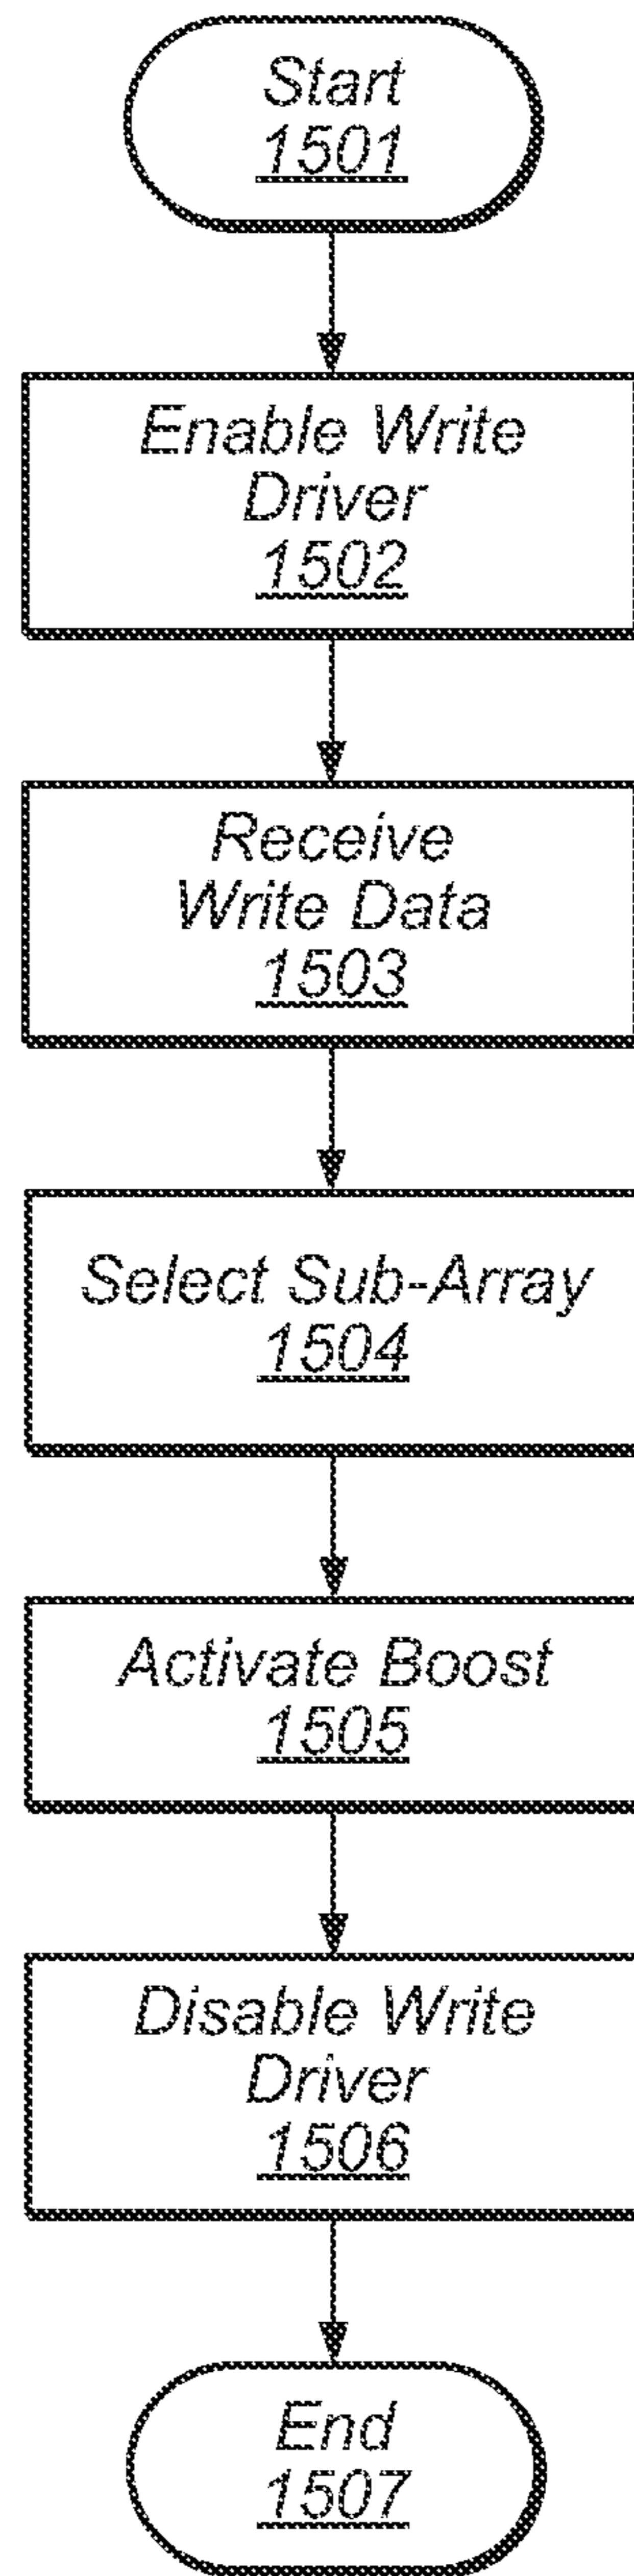 Start
1501
Enable Write
Driver
1502
Receive
Write Data
1503
Select Sub-Array
1504
Activate Boost
1505
Disable Write
Driver
1506
End
1507